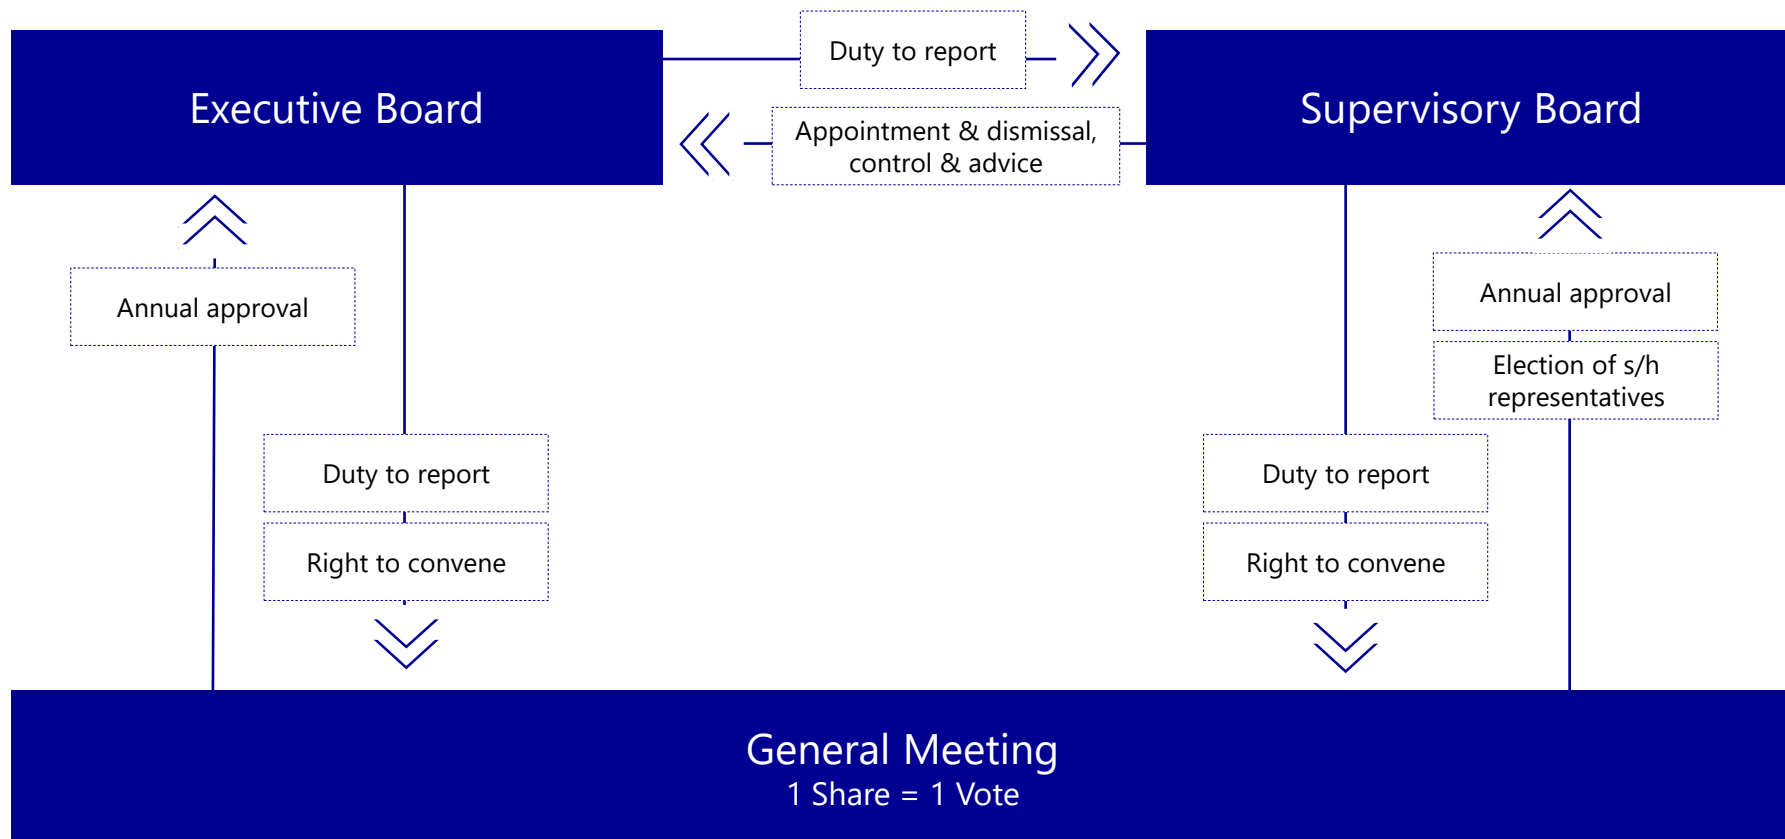 Duty to report
Executive Board
Supervisory Board
Appointment & dismissal,
control & advice
Annual approval
Annual approval
Election of s/h
representatives
Duty to report
Duty to report
Right to convene
Right to convene
General Meeting
1 Share = 1 Vote